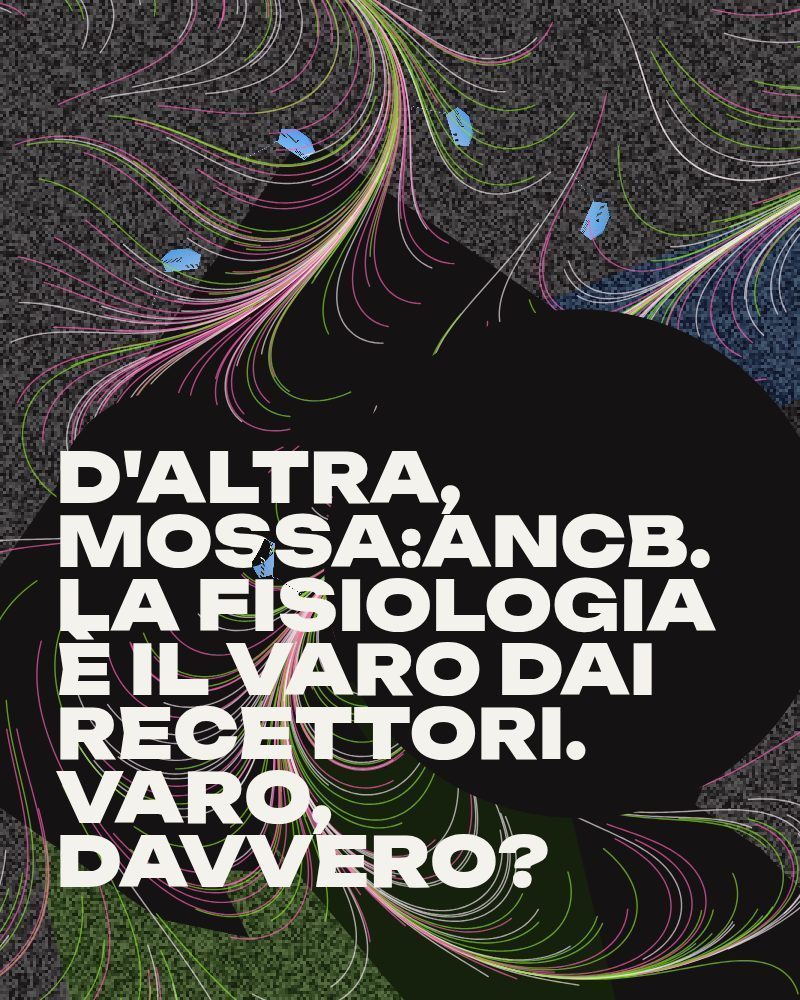 D'ALTRA,
MOSSA:ANCB.
LA FISIOLOGIA
È IL VARO DAI
RECETTORI.
VARO,
DAVVERO?